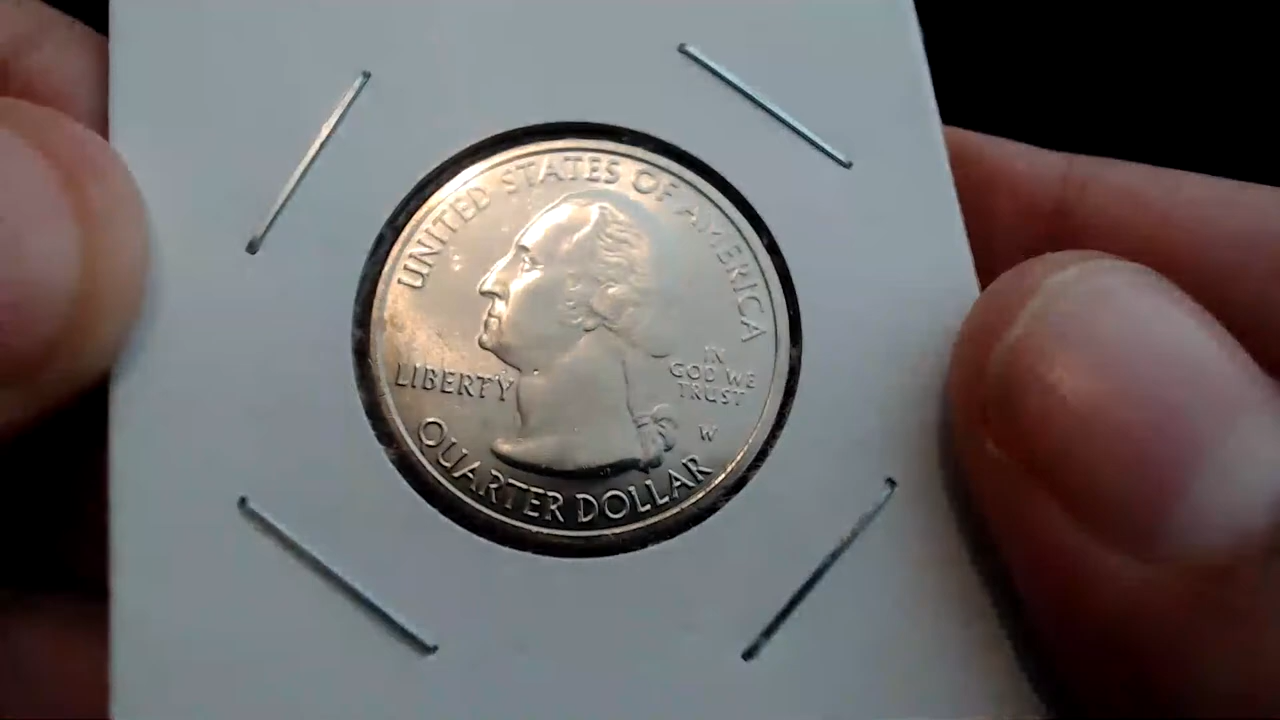 UNITED STATES OF AMERICA
LIBERTY
IN
GOD WE
TRUST
W
QUARTER DOLLAR